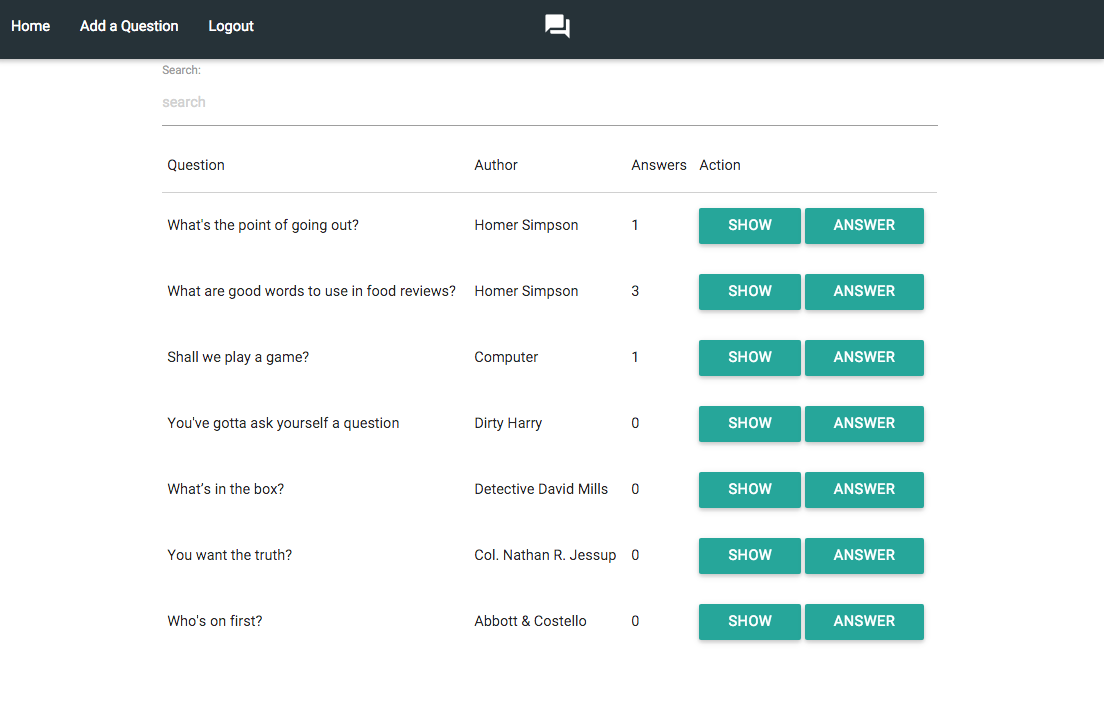 Home Add a Question Logout
Search:
search
Question Author Answers Action
What's the point of going out? Homer Simpson 1 SHOW ANSWER
What are good words to use in food reviews? Homer Simpson 3 SHOW ANSWER
Shall we play a game? Computer 1 SHOW ANSWER
You've gotta ask yourself a question Dirty Harry 0 SHOW ANSWER
What’s in the box? Detective David Mills 0 SHOW ANSWER
You want the truth? Col. Nathan R. Jessup 0 SHOW ANSWER
Who's on first? Abbott & Costello 0 SHOW ANSWER